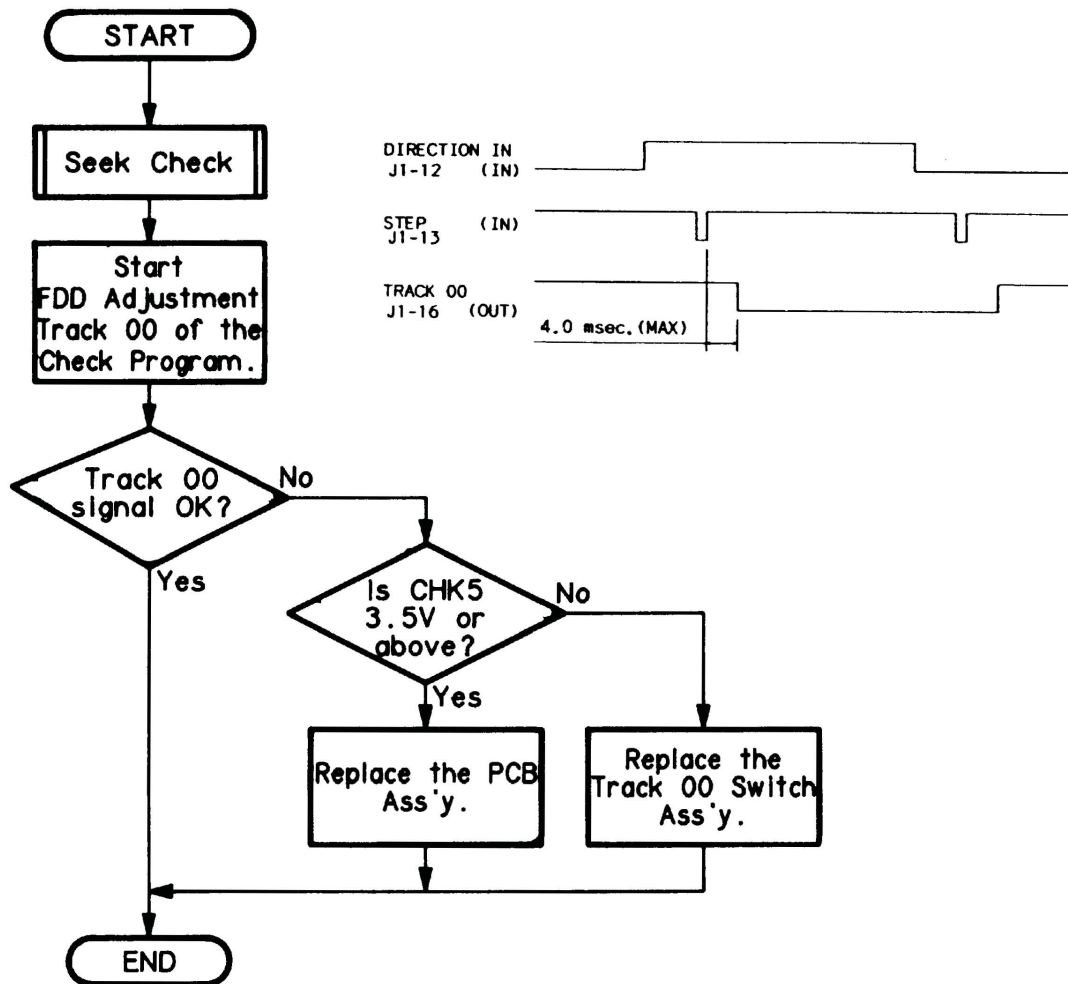 START
Seek Check
Start
FDD Adjustment
Track 00 of the
Check Program.
Track 00
signal OK?
No
Yes
Is CHK5
3.5V or
above?
No
Yes
Replace the PCB
Ass'y.
Replace the
Track 00 Switch
Ass'y.
END
DIRECTION IN
J1-12 (IN)
STEP (IN)
J1-13
TRACK 00
J1-16 (OUT)
4.0 msec.(MAX)